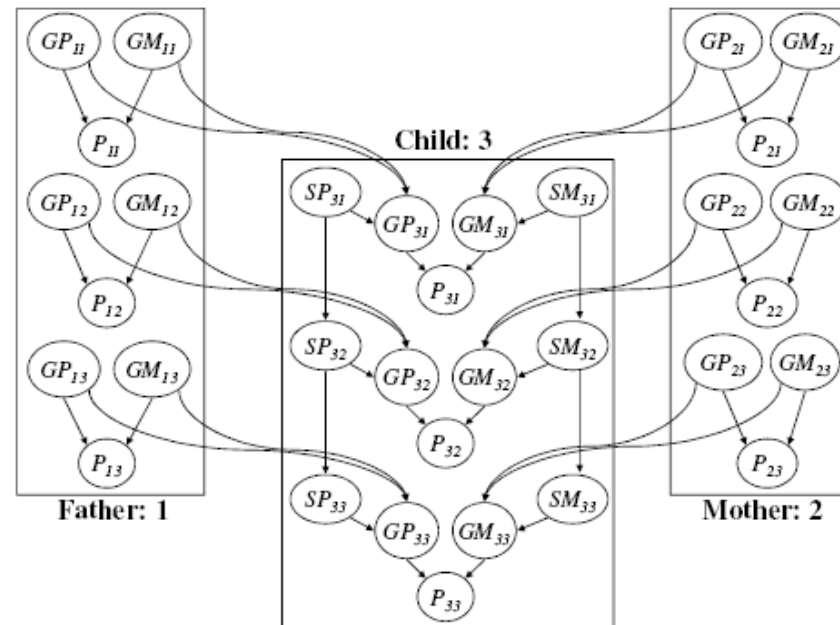 GP11 GM11 GP21 GM21
P11 Child: 3 P21
GP12 GM12 SP31 GP31 GM31 SM31 GP22 GM22
P12 P31 P22
GP13 GM13 SP32 GP32 GM32 SM32 GP23 GM23
P13 P32 P23
Father: 1 SP33 GP33 GM33 SM33 Mother: 2
P33